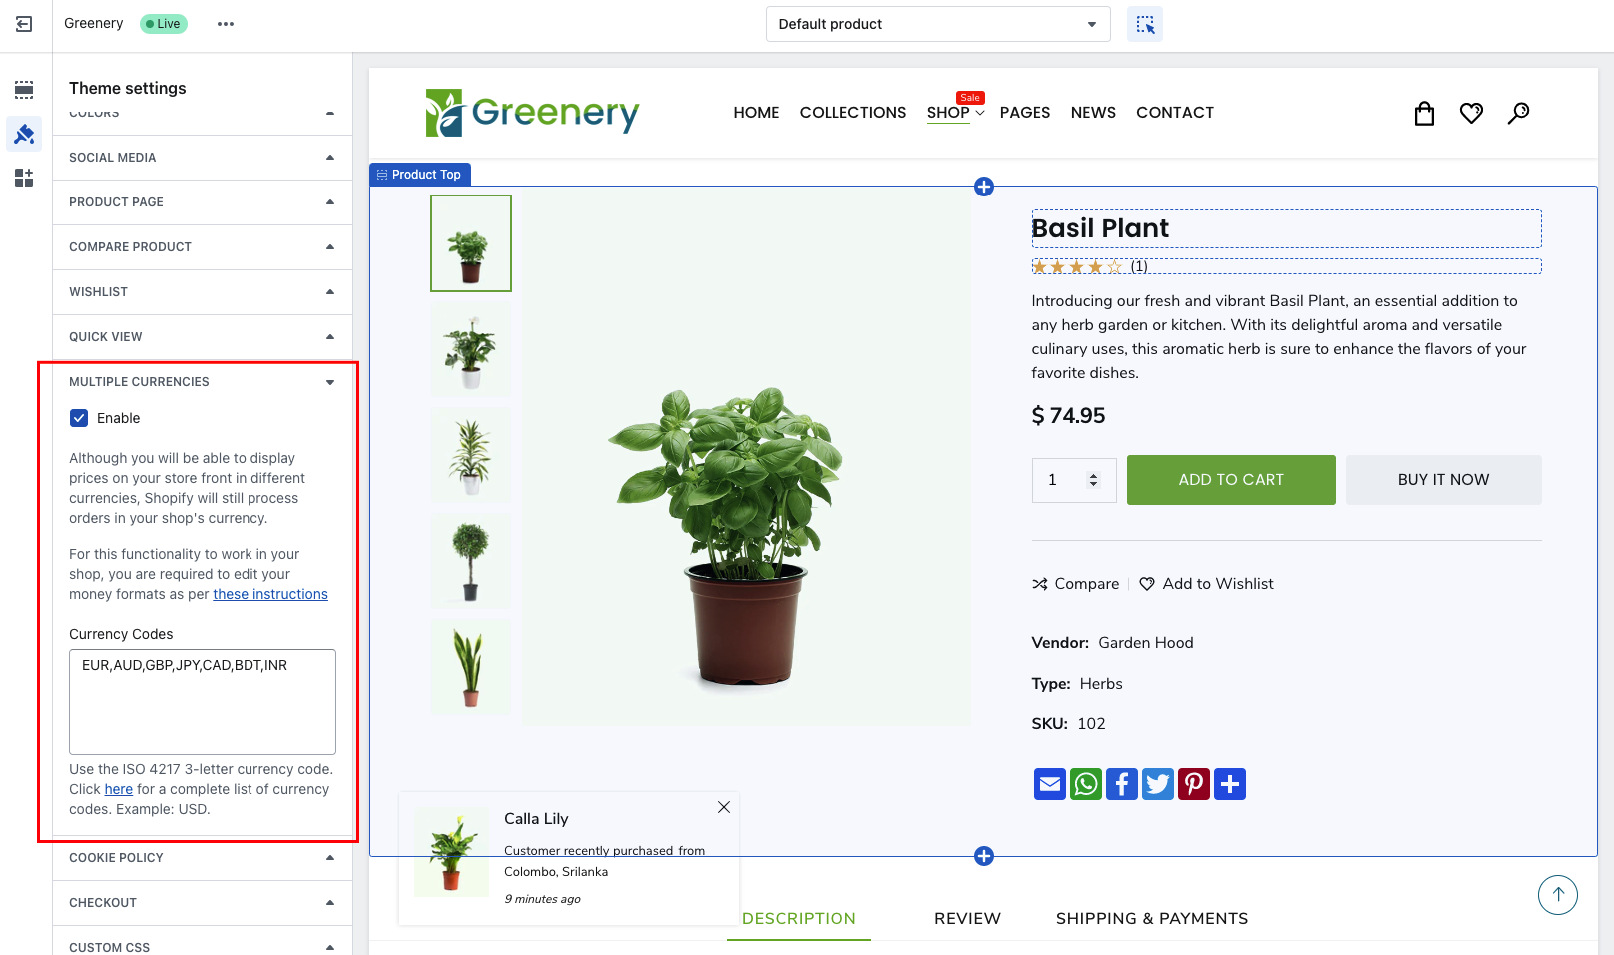 Greenery
Live
Default product
Theme settings
COLORS
SOCIAL MEDIA
PRODUCT PAGE
COMPARE PRODUCT
WISHLIST
QUICK VIEW
MULTIPLE CURRENCIES
Enable
Although you will be able to display
prices on your store front in different
currencies, Shopify will still process
orders in your shop's currency.
For this functionality to work in your
shop, you are required to edit your
money formats as per these instructions
Currency Codes
EUR,AUD,GBP,JPY,CAD,BDT,INR
Use the ISO 4217 3-letter currency code.
Click here for a complete list of currency
codes. Example: USD.
COOKIE POLICY
CHECKOUT
CUSTOM CSS
Greenery
HOME COLLECTIONS SHOP Sale PAGES NEWS CONTACT
Product Top
Basil Plant
(1)
Introducing our fresh and vibrant Basil Plant, an essential addition to
any herb garden or kitchen. With its delightful aroma and versatile
culinary uses, this aromatic herb is sure to enhance the flavors of your
favorite dishes.
$ 74.95
1 ADD TO CART BUY IT NOW
Compare Add to Wishlist
Vendor: Garden Hood
Type: Herbs
SKU: 102
Calla Lily
Customer recently purchased from
Colombo, Srilanka
9 minutes ago
DESCRIPTION REVIEW SHIPPING & PAYMENTS